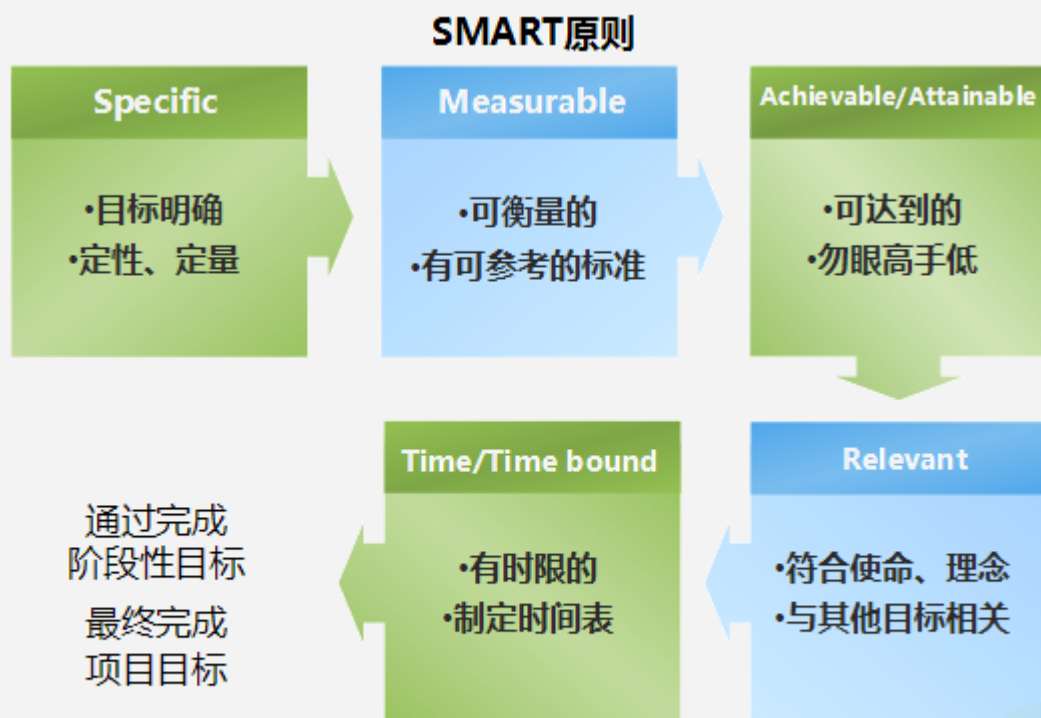 SMART原则
Specific
•目标明确
•定性、定量
Measurable
•可衡量的
•有可参考的标准
Achievable/Attainable
•可达到的
•勿眼高手低
Relevant
•符合使命、理念
•与其他目标相关
Time/Time bound
•有时限的
•制定时间表
通过完成
阶段性目标
最终完成
项目目标